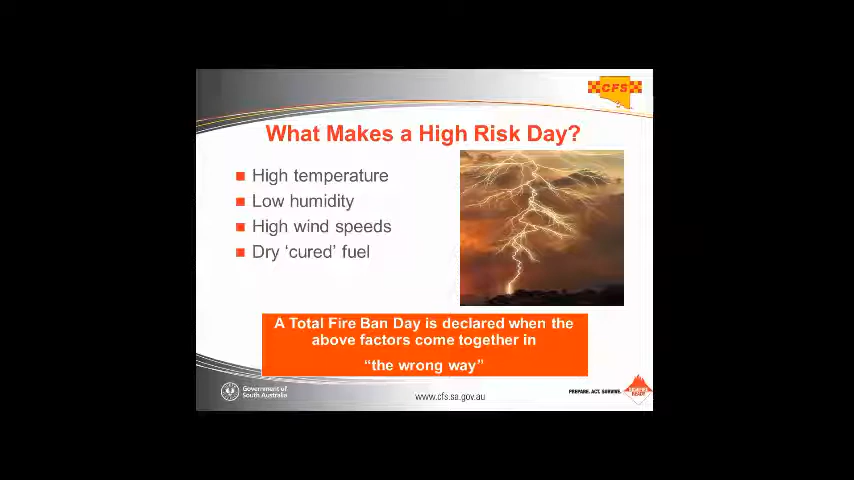 CFS
What Makes a High Risk Day?
High temperature
Low humidity
High wind speeds
Dry ‘cured’ fuel
A Total Fire Ban Day is declared when the
above factors come together in
“the wrong way”
Government of
South Australia
www.cfs.sa.gov.au
PREPARE. ACT. SURVIVE.
BUSHFIRE
READY